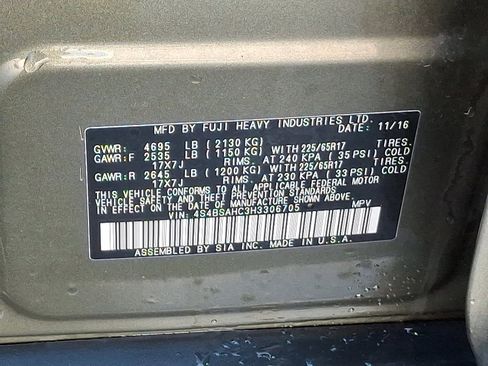 MFD BY FUJI HEAVY INDUSTRIES LTD.
DATE: 11/16
GVWR: 4695 LB (2130 KG) TIRES.
GAWR:F 2535 LB (1150 KG) WITH 225/65R17
17X7J RIMS. AT 240 KPA (35 PSI) COLD
GAWR:R 2645 LB (1200 KG) WITH 225/65R17 TIRES.
17X7J RIMS. AT 230 KPA (33 PSI) COLD
THIS VEHICLE CONFORMS TO ALL APPLICABLE FEDERAL MOTOR
VEHICLE SAFETY, BUMPER, AND THEFT PREVENTION STANDARDS
IN EFFECT ON THE DATE OF MANUFACTURE SHOWN ABOVE.
VIN: 4S4BSAHC3H3306705 MPV
ASSEMBLED BY SIA INC. MADE IN U.S.A.